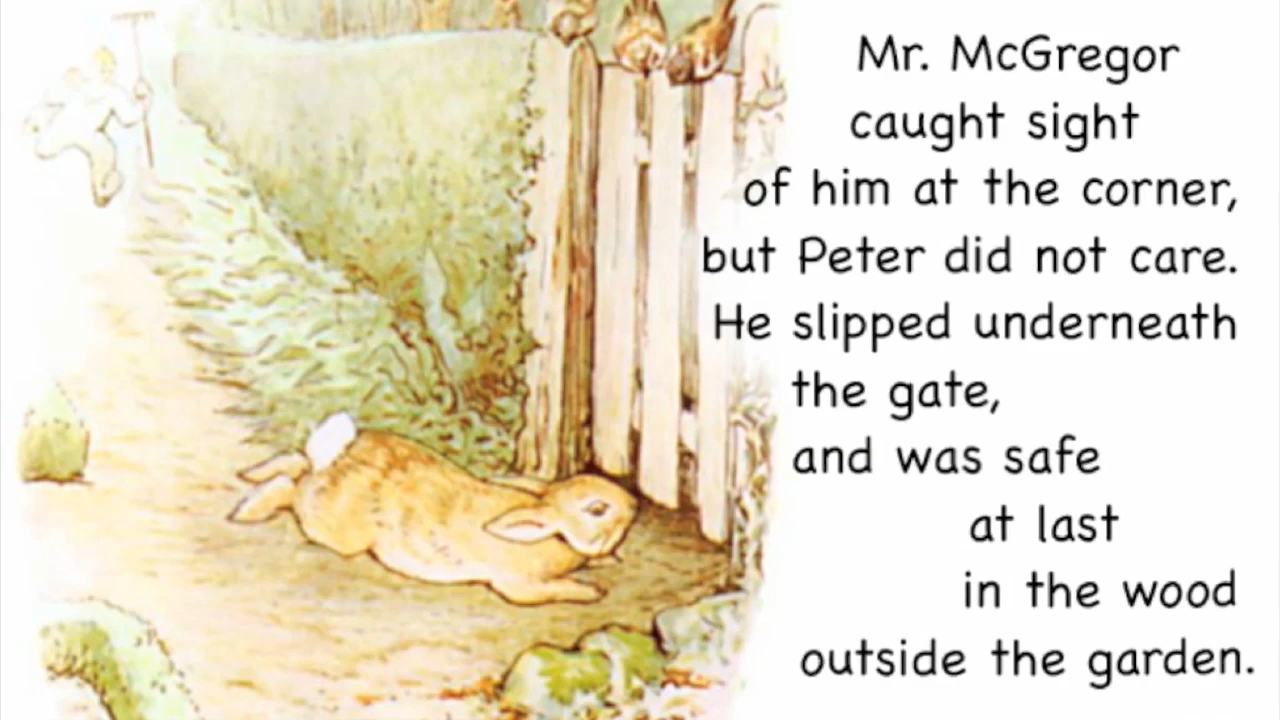 Mr. McGregor
caught sight
of him at the corner,
but Peter did not care.
He slipped underneath
the gate,
and was safe
at last
in the wood
outside the garden.